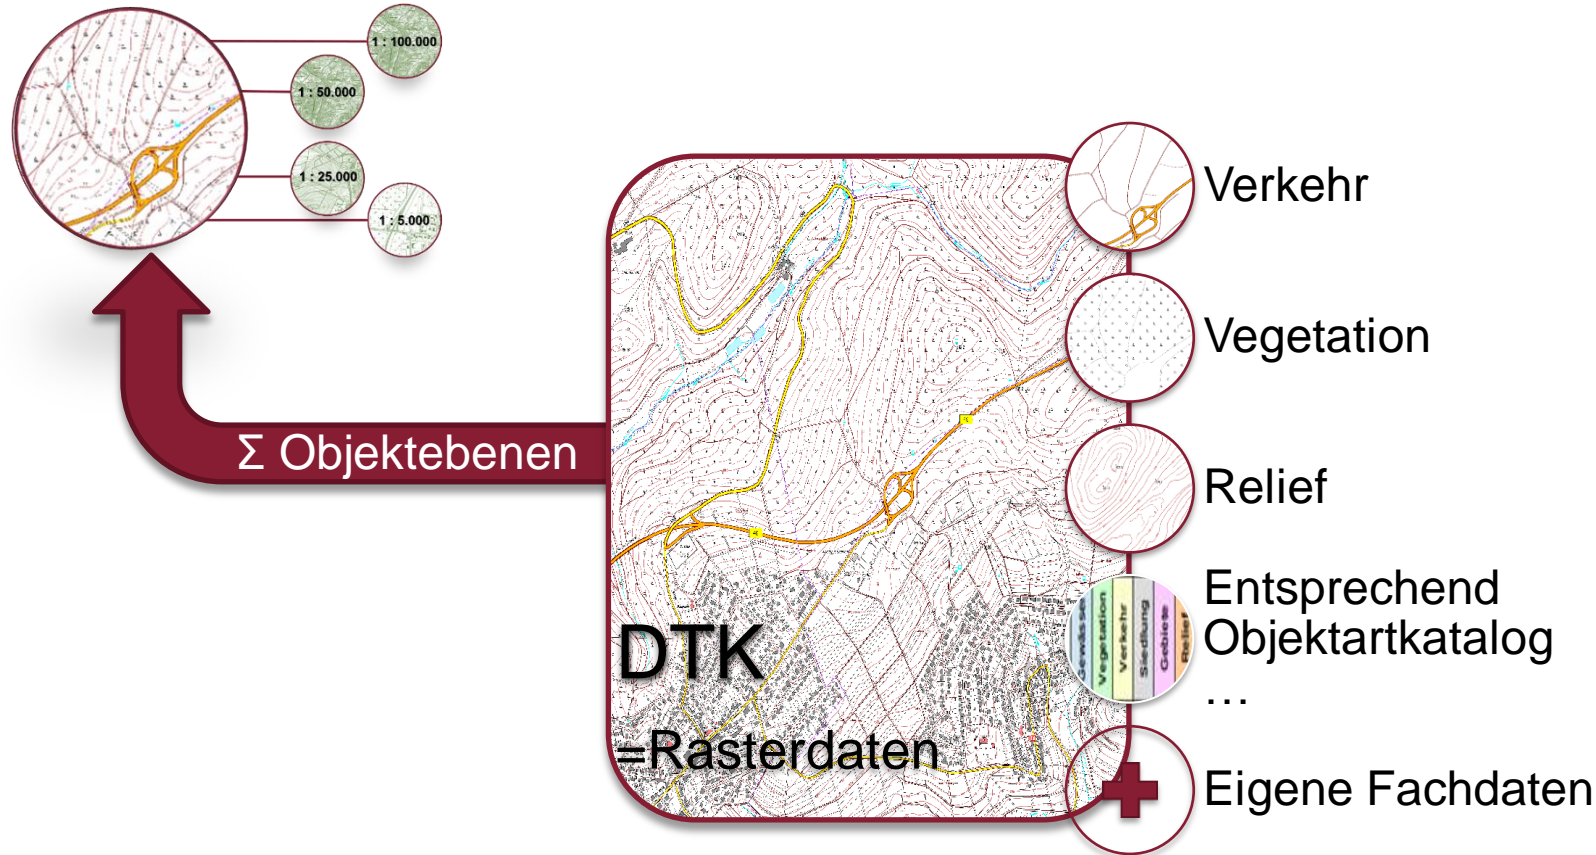 1 : 100.000
1 : 50.000
1 : 25.000
1 : 5.000
Σ Objektebenen
DTK
=Rasterdaten
Verkehr
Vegetation
Relief
Gewässe
Vegetation
Verkehr
Siedlung
Gebiete
Relief
Entsprechend
Objektartkatalog
…
Eigene Fachdaten